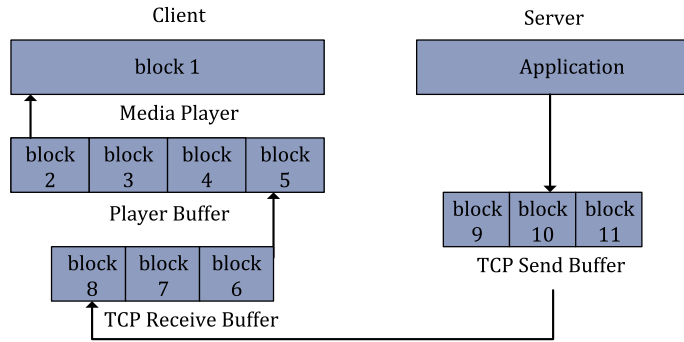 Client
Server
block 1
Application
Media Player
block
2
block
3
block
4
block
5
Player Buffer
block
9
block
10
block
11
block
8
block
7
block
6
TCP Send Buffer
TCP Receive Buffer